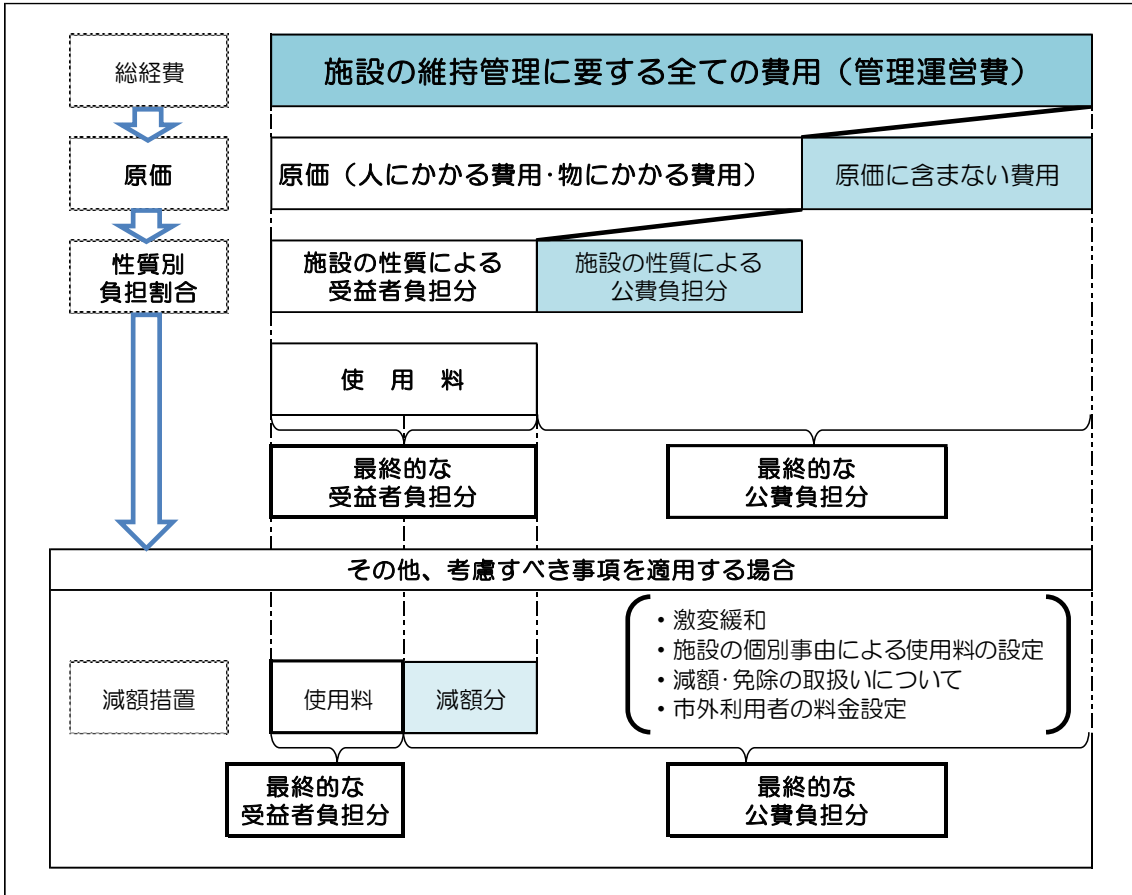 総経費
施設の維持管理に要する全ての費用（管理運営費）
原価
原価（人にかかる費用・物にかかる費用）
原価に含まない費用
性質別
負担割合
施設の性質による
受益者負担分
施設の性質による
公費負担分
使 用 料
最終的な
受益者負担分
最終的な
公費負担分
その他、考慮すべき事項を適用する場合
・激変緩和
・施設の個別事由による使用料の設定
・減額・免除の取扱いについて
・市外利用者の料金設定
減額措置
使用料
減額分
最終的な
受益者負担分
最終的な
公費負担分